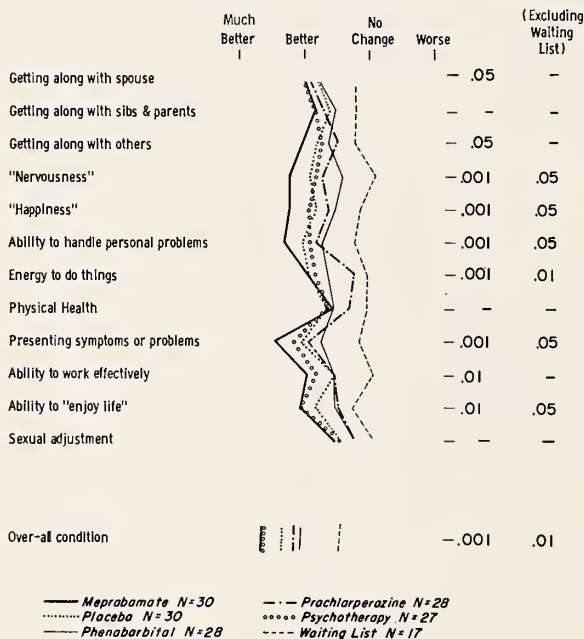 Much Better
Better
No Change
Worse
(Excluding Waiting List)
Getting along with spouse — .05 —
Getting along with sibs & parents — — —
Getting along with others — .05 —
"Nervousness" —.001 .05
"Happiness" —.001 .05
Ability to handle personal problems —.001 .05
Energy to do things —.001 .01
Physical Health — — —
Presenting symptoms or problems —.001 .05
Ability to work effectively —.01 —
Ability to "enjoy life" —.01 .05
Sexual adjustment — — —
Over-all condition —.001 .01
Meprobamate N=30
Placebo N=30
Phenobarbital N=28
Prochlorperazine N=28
Psychotherapy N=27
Waiting List N=17